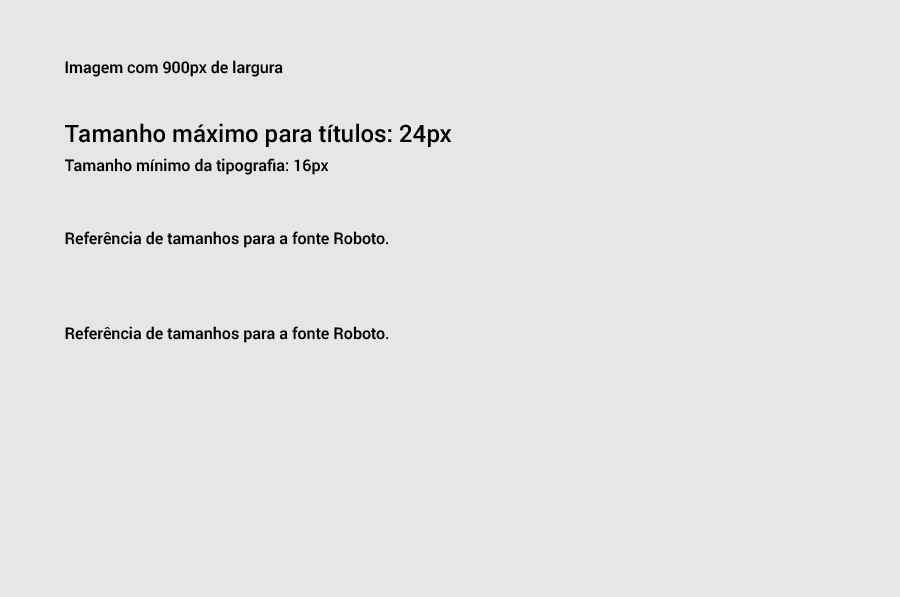 Imagem com 900px de largura
Tamanho máximo para títulos: 24px
Tamanho mínimo da tipografia: 16px
Referência de tamanhos para a fonte Roboto.
Referência de tamanhos para a fonte Roboto.